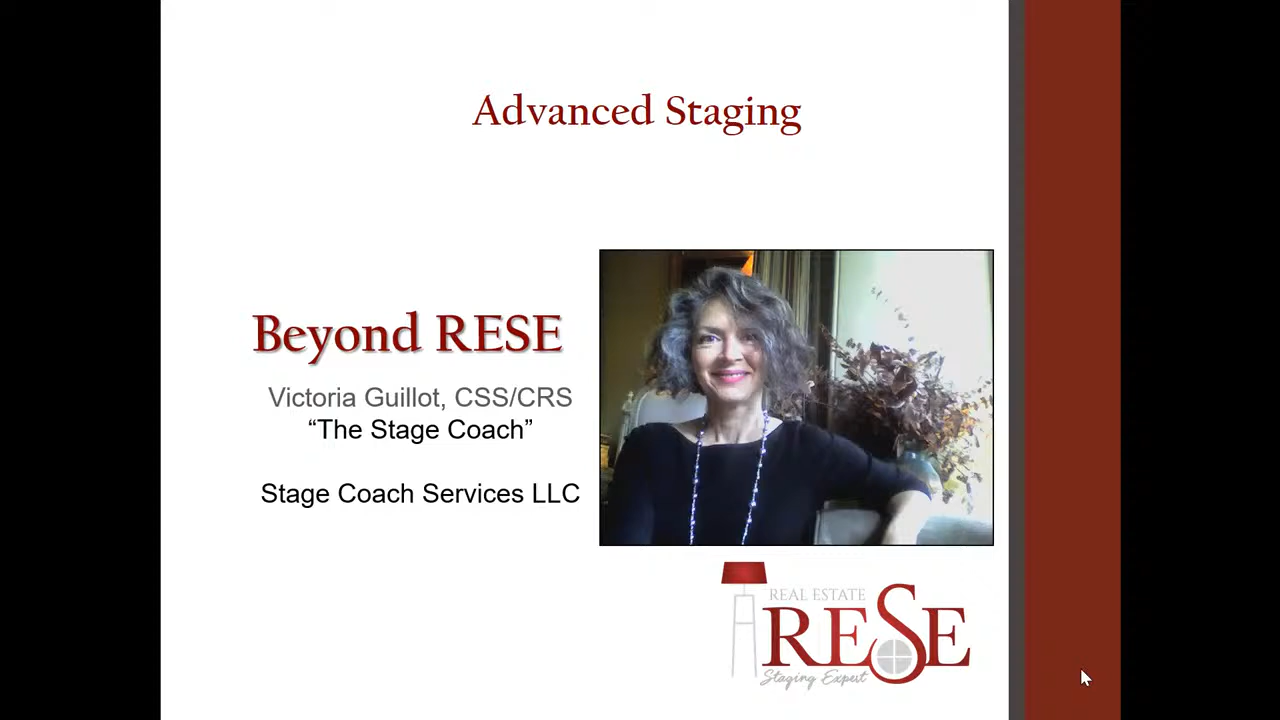 Advanced Staging
Beyond RESE
Victoria Guillot, CSS/CRS
“The Stage Coach”
Stage Coach Services LLC
REAL ESTATE
RESE
Staging Expert